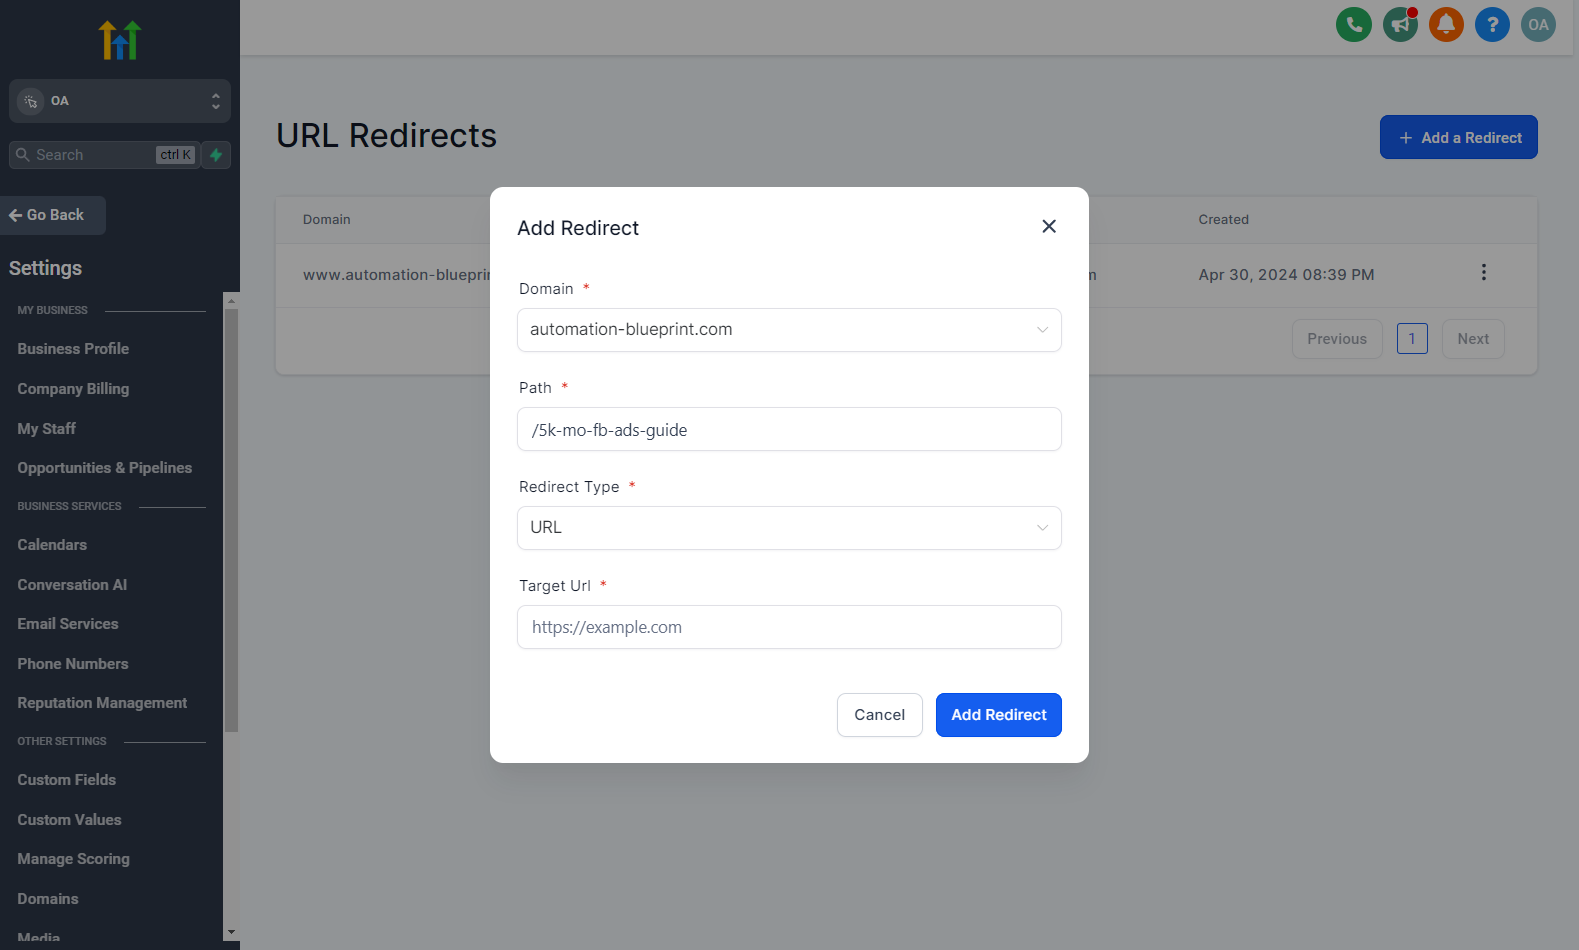 OA
OA
Search
ctrl K
Go Back
Settings
MY BUSINESS
Business Profile
Company Billing
My Staff
Opportunities & Pipelines
BUSINESS SERVICES
Calendars
Conversation AI
Email Services
Phone Numbers
Reputation Management
OTHER SETTINGS
Custom Fields
Custom Values
Manage Scoring
Domains
Media
URL Redirects
+ Add a Redirect
Domain
Created
www.automation-blueprin
Apr 30, 2024 08:39 PM
Previous
1
Next
Add Redirect
Domain *
automation-blueprint.com
Path *
/5k-mo-fb-ads-guide
Redirect Type *
URL
Target Url *
https://example.com
Cancel
Add Redirect